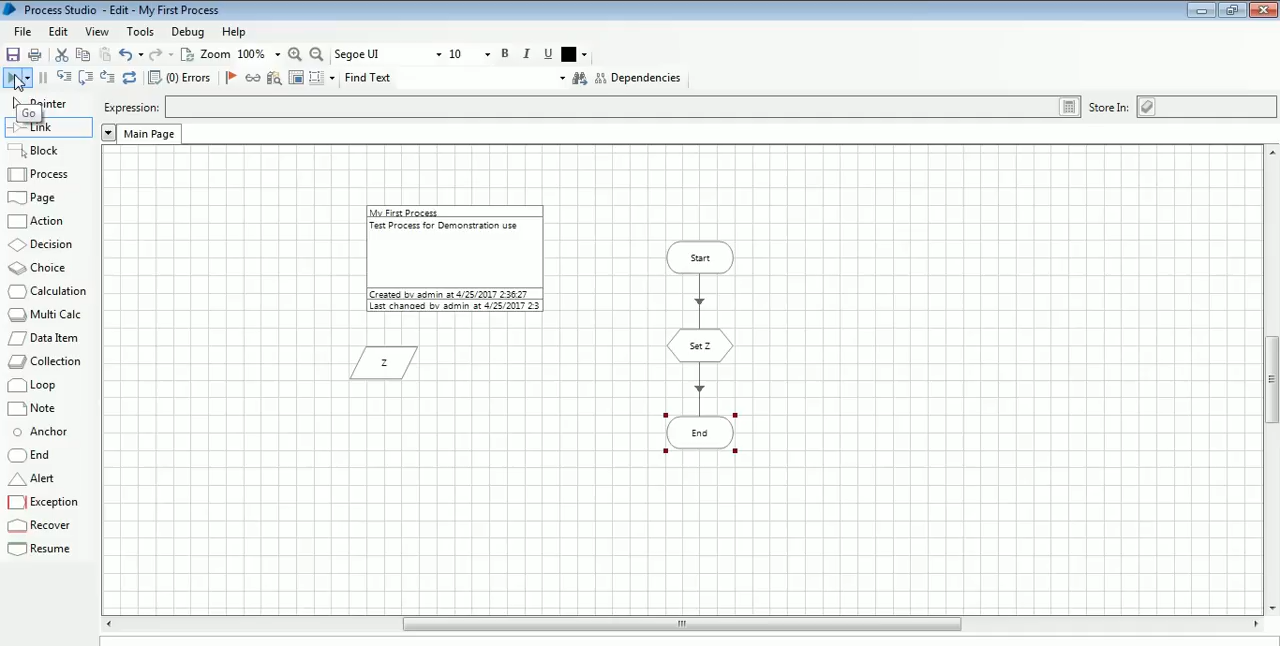 Process Studio - Edit - My First Process
File Edit View Tools Debug Help
Zoom 100% Segoe UI 10 B I U
(0) Errors Find Text Dependencies
Pointer
Go
Link
Block
Process
Page
Action
Decision
Choice
Calculation
Multi Calc
Data Item
Collection
Loop
Note
Anchor
End
Alert
Exception
Recover
Resume
Expression: Store In:
Main Page
My First Process
Test Process for Demonstration use
Created by admin at 4/25/2017 2:36:27
Last changed by admin at 4/25/2017 2:3
Z
Start
Set Z
End